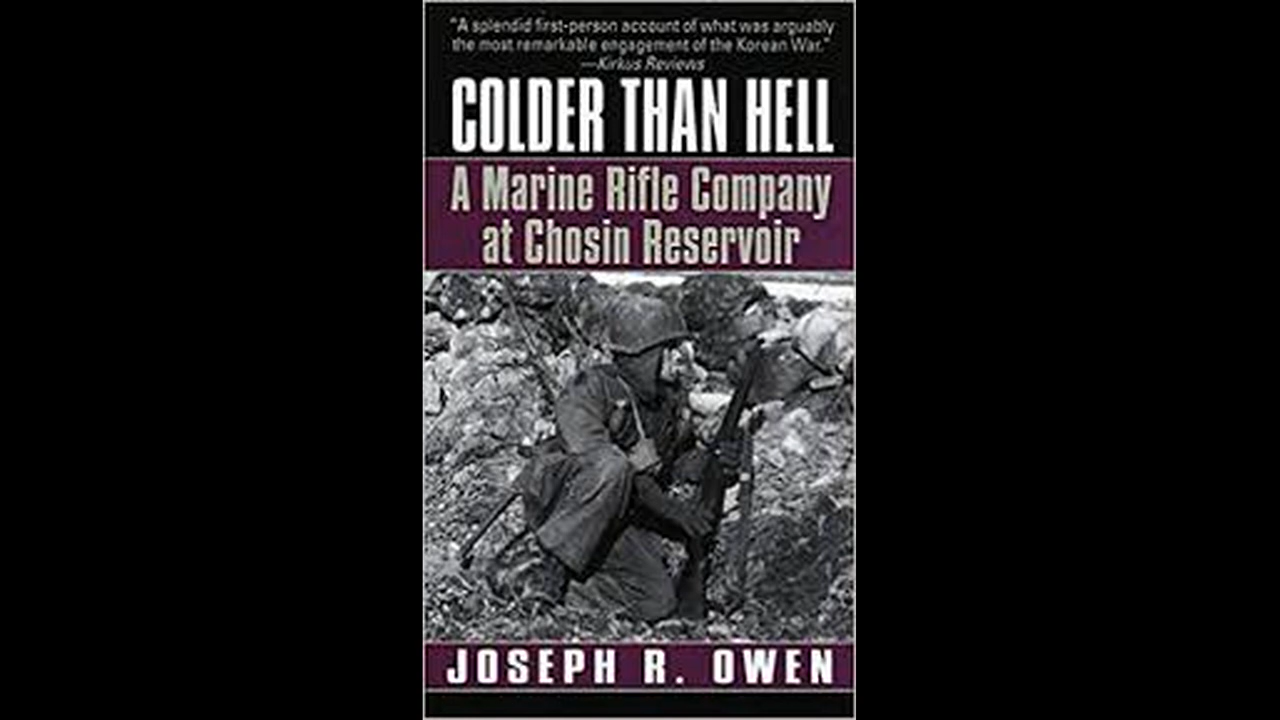 "A splendid first-person account of what was arguably
the most remarkable engagement of the Korean War."
—Kirkus Reviews
COLDER THAN HELL
A Marine Rifle Company
at Chosin Reservoir
JOSEPH R. OWEN